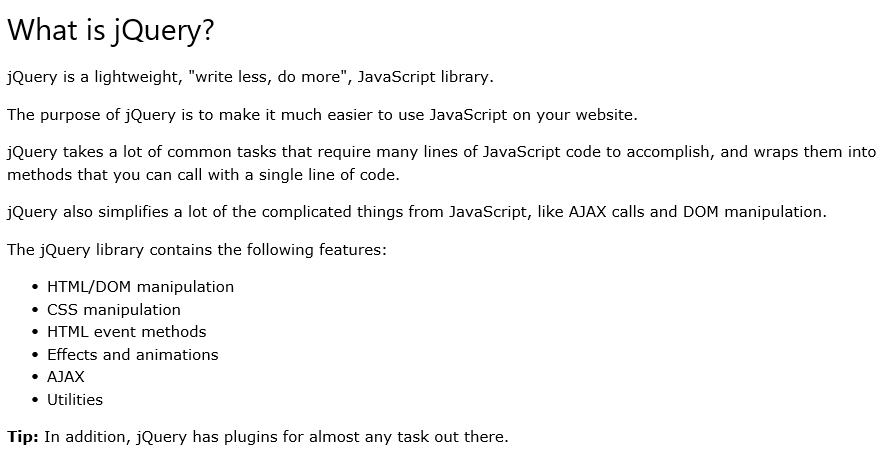 What is jQuery?
jQuery is a lightweight, "write less, do more", JavaScript library.
The purpose of jQuery is to make it much easier to use JavaScript on your website.
jQuery takes a lot of common tasks that require many lines of JavaScript code to accomplish, and wraps them into
methods that you can call with a single line of code.
jQuery also simplifies a lot of the complicated things from JavaScript, like AJAX calls and DOM manipulation.
The jQuery library contains the following features:
• HTML/DOM manipulation
• CSS manipulation
• HTML event methods
• Effects and animations
• AJAX
• Utilities
Tip: In addition, jQuery has plugins for almost any task out there.